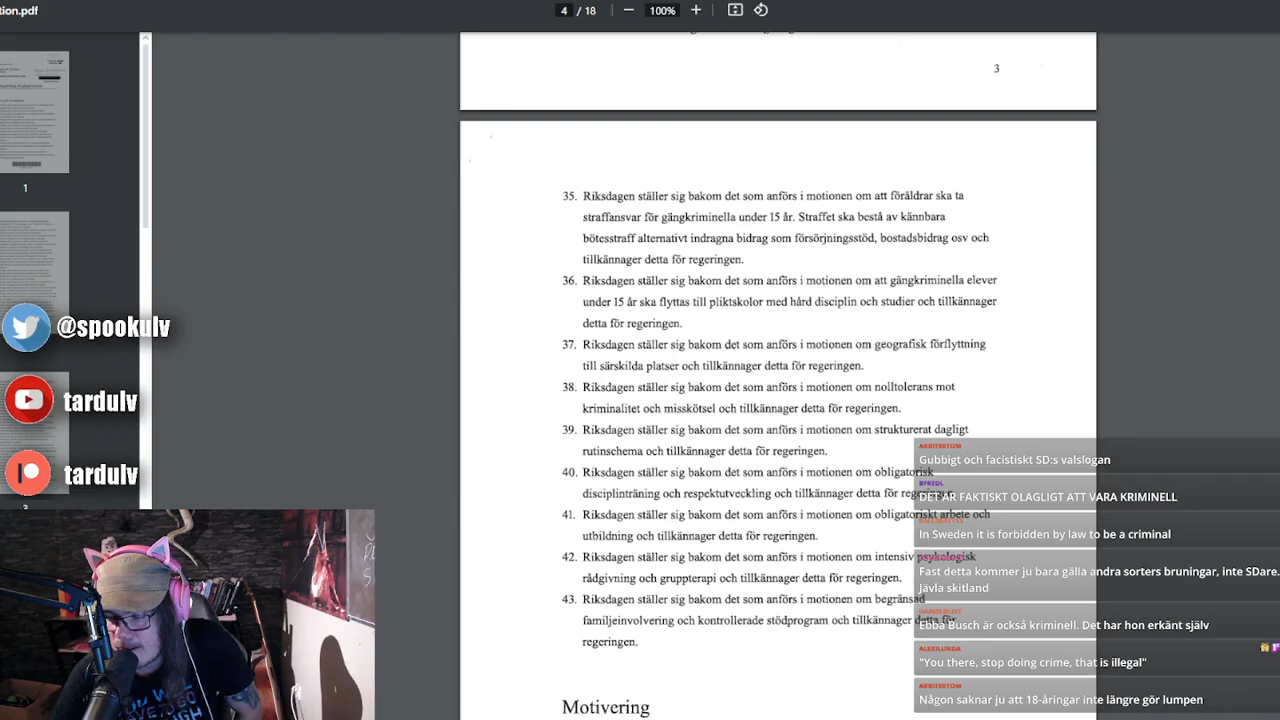 tion.pdf
4 / 18
100%
3
1
35. Riksdagen ställer sig bakom det som anförs i motionen om att föräldrar ska ta
straffansvar för gängkriminella under 15 år. Straffet ska bestå av kännbara
bötesstraff alternativt indragna bidrag som försörjningsstöd, bostadsbidrag osv och
tillkännager detta för regeringen.
36. Riksdagen ställer sig bakom det som anförs i motionen om att gängkriminella elever
under 15 år ska flyttas till pliktskolor med hård disciplin och studier och tillkännager
detta för regeringen.
37. Riksdagen ställer sig bakom det som anförs i motionen om geografisk förflyttning
till särskilda platser och tillkännager detta för regeringen.
38. Riksdagen ställer sig bakom det som anförs i motionen om nolltolerans mot
kriminalitet och misskötsel och tillkännager detta för regeringen.
39. Riksdagen ställer sig bakom det som anförs i motionen om strukturerat dagligt
rutinschema och tillkännager detta för regeringen.
40. Riksdagen ställer sig bakom det som anförs i motionen om obligatorisk
disciplinträning och respektutveckling och tillkännager detta för regeringen.
41. Riksdagen ställer sig bakom det som anförs i motionen om obligatoriskt arbete och
utbildning och tillkännager detta för regeringen.
42. Riksdagen ställer sig bakom det som anförs i motionen om intensiv psykologisk
rådgivning och gruppterapi och tillkännager detta för regeringen.
43. Riksdagen ställer sig bakom det som anförs i motionen om begränsad
familjeinvolvering och kontrollerade stödprogram och tillkännager detta för
regeringen.
Motivering
@spookulv
tardulv
tardulv
ARBITERTOM
Gubbigt och facistiskt SD:s valslogan
BFREDL
DET ÄR FAKTISKT OLAGLIGT ATT VARA KRIMINELL
In Sweden it is forbidden by law to be a criminal
Fast detta kommer ju bara gälla andra sorters bruningar, inte SDare.
Jävla skitland
Ebba Busch är också kriminell. Det har hon erkänt själv
ALEXILUNDA
"You there, stop doing crime, that is illegal"
ARBITERTOM
Någon saknar ju att 18-åringar inte längre gör lumpen